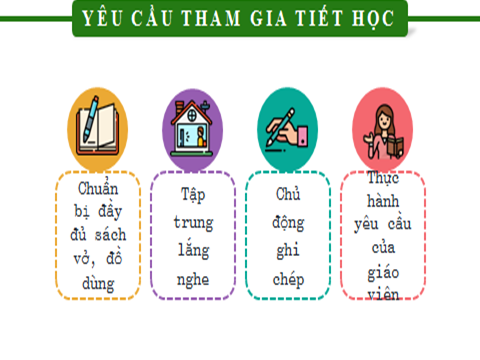 YÊU CẦU THAM GIA TIẾT HỌC
Chuẩn
bị đầy
đủ sách
vở, đồ
dùng
Tập
trung
lắng
nghe
Chủ
động
ghi
chép
Thực
hành
yêu cầu
của
giáo
viên